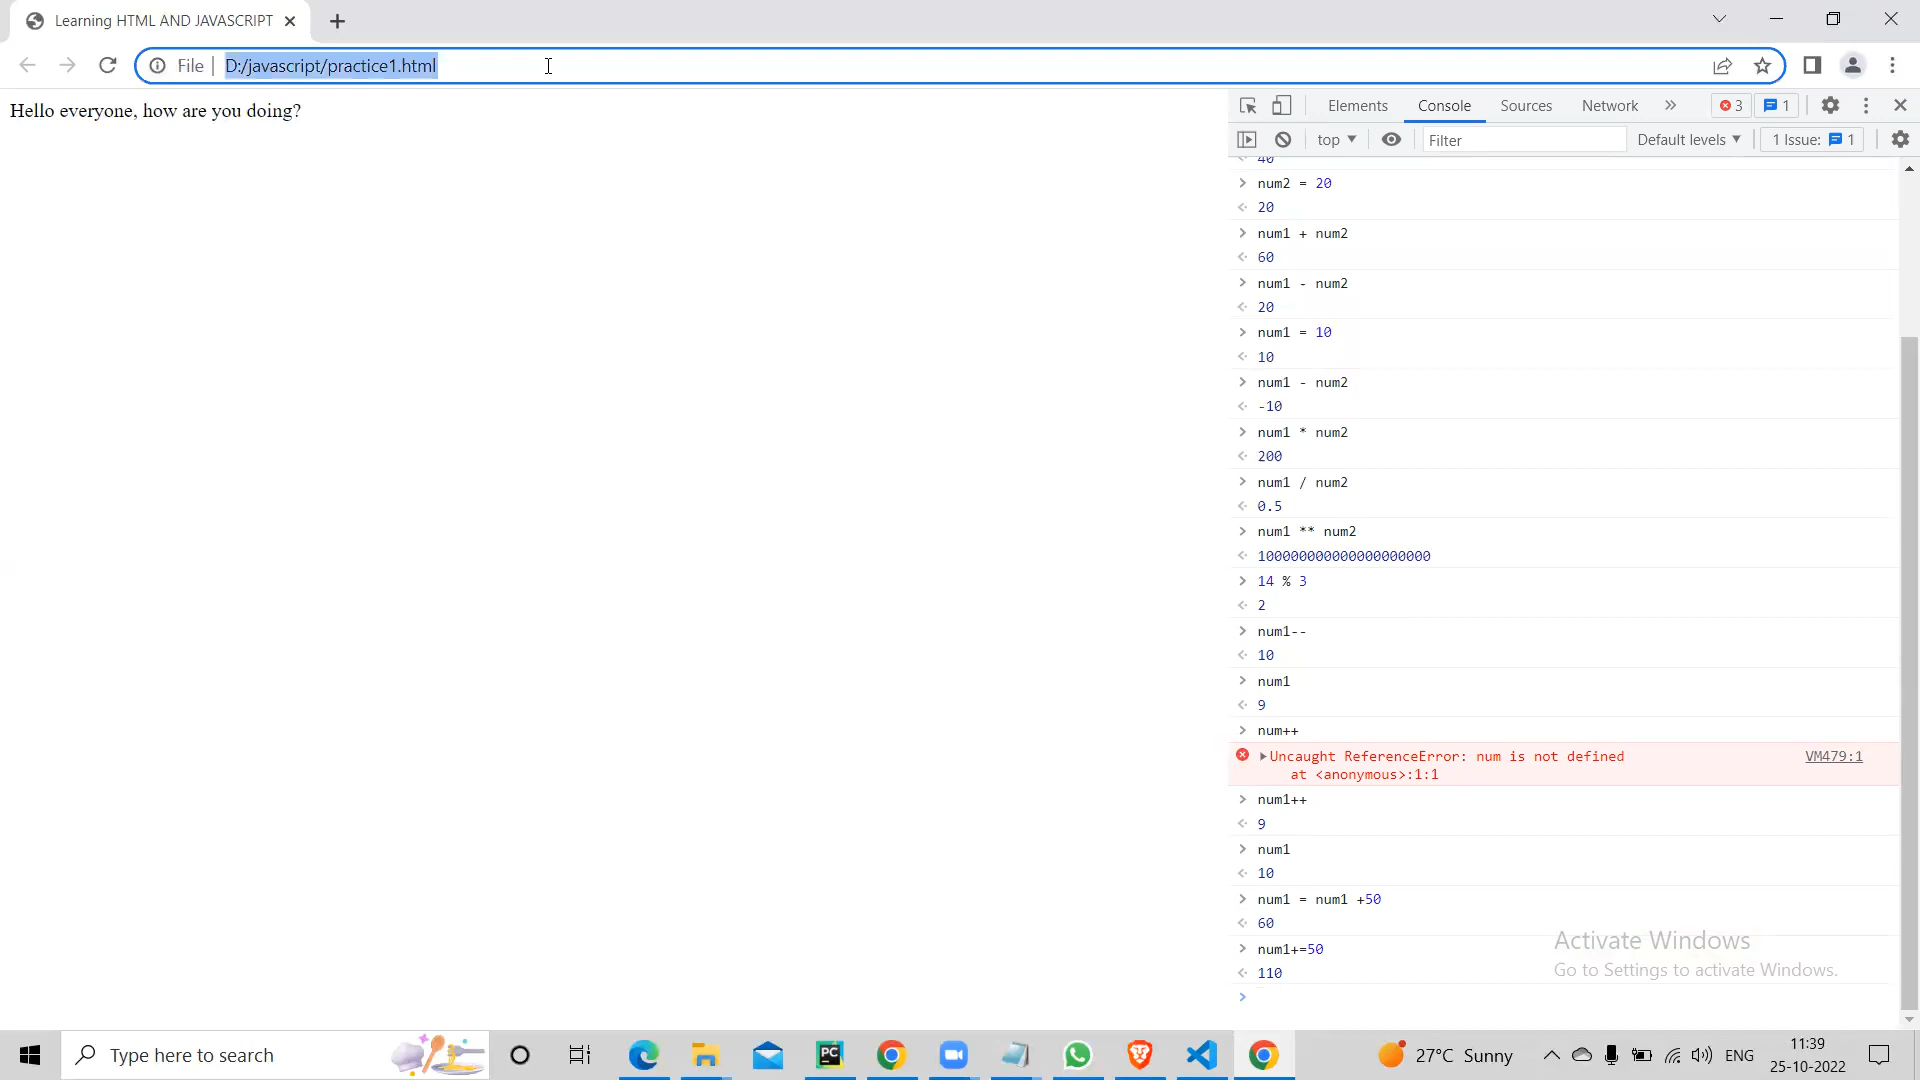 Learning HTML AND JAVASCRIPT
File
D:/javascript/practice1.html
Hello everyone, how are you doing?
Elements
Console
Sources
Network
3
1
top
Filter
Default levels
1 Issue: 1
40
num2 = 20
20
num1 + num2
60
num1 - num2
20
num1 = 10
10
num1 - num2
-10
num1 * num2
200
num1 / num2
0.5
num1 ** num2
100000000000000000000
14 % 3
2
num1--
10
num1
9
num++
Uncaught ReferenceError: num is not defined VM479:1
at <anonymous>:1:1
num1++
9
num1
10
num1 = num1 +50
60
num1+=50
110
Activate Windows
Go to Settings to activate Windows.
Type here to search
PC
27°C Sunny
ENG
11:39
25-10-2022